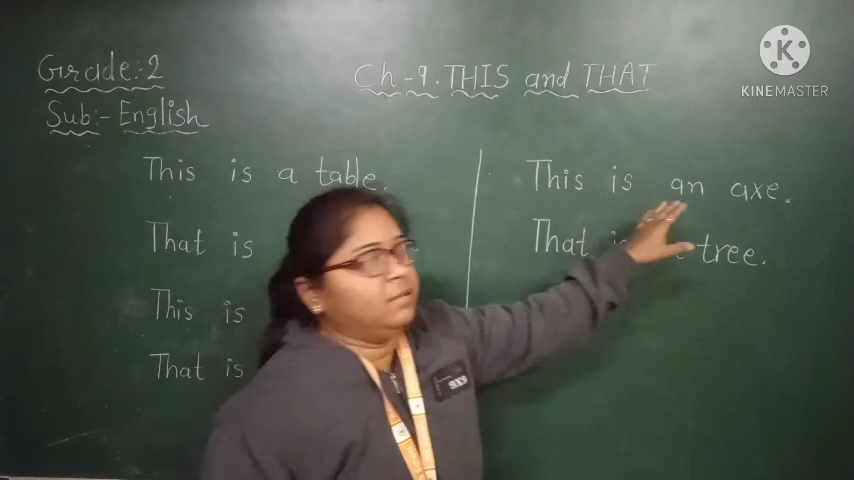 Grade:2
Ch-9. THIS and THAT
Sub:- English
This is a table.
That is
This is
That is
This is an axe.
That is tree.
KINEMASTER